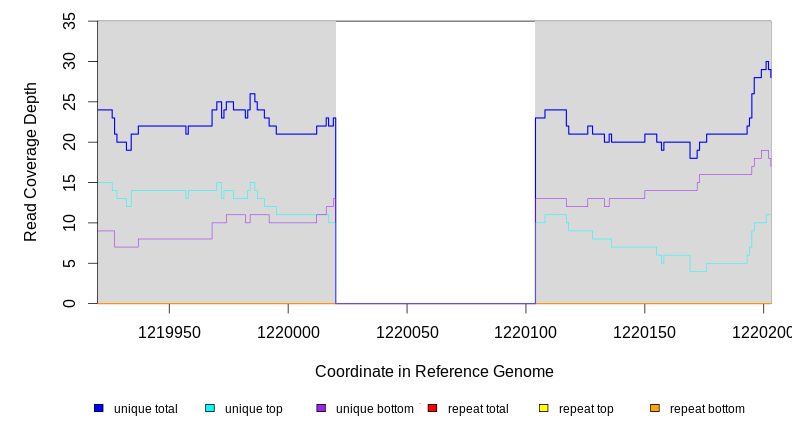 35
30
25
20
15
10
5
0
Read Coverage Depth
1219950 1220000 1220050 1220100 1220150 122020
Coordinate in Reference Genome
unique total unique top unique bottom repeat total repeat top repeat bottom